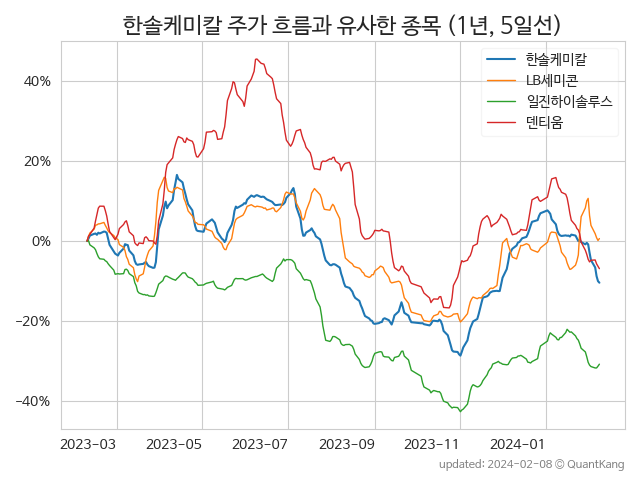 한솔케미칼 주가 흐름과 유사한 종목 (1년, 5일선)
한솔케미칼
LB세미콘
일진하이솔루스
덴티움
40%
20%
0%
−20%
−40%
2023-03 2023-05 2023-07 2023-09 2023-11 2024-01
updated: 2024-02-08 © QuantKang